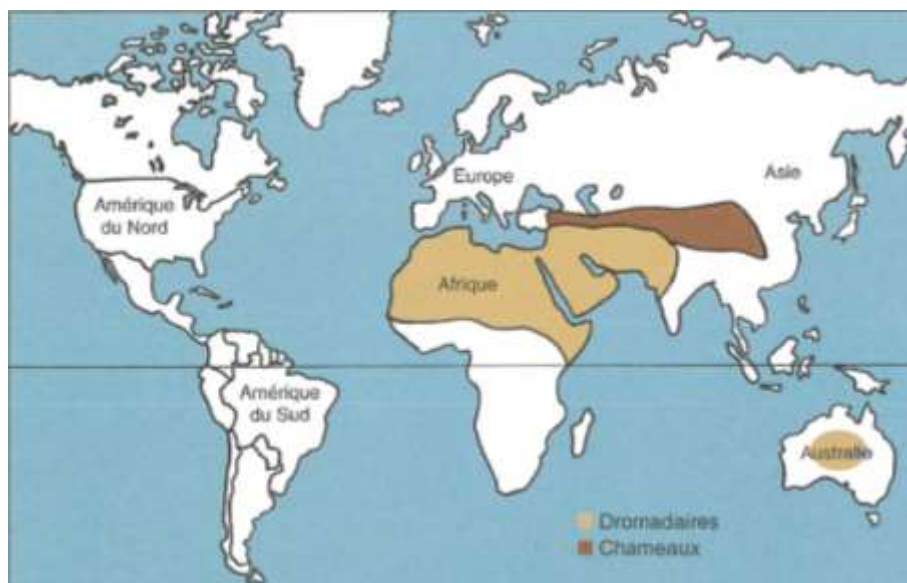 Europe
Asie
Amérique
du Nord
Afrique
Amérique
du Sud
Australie
Dromadaires
Chameaux